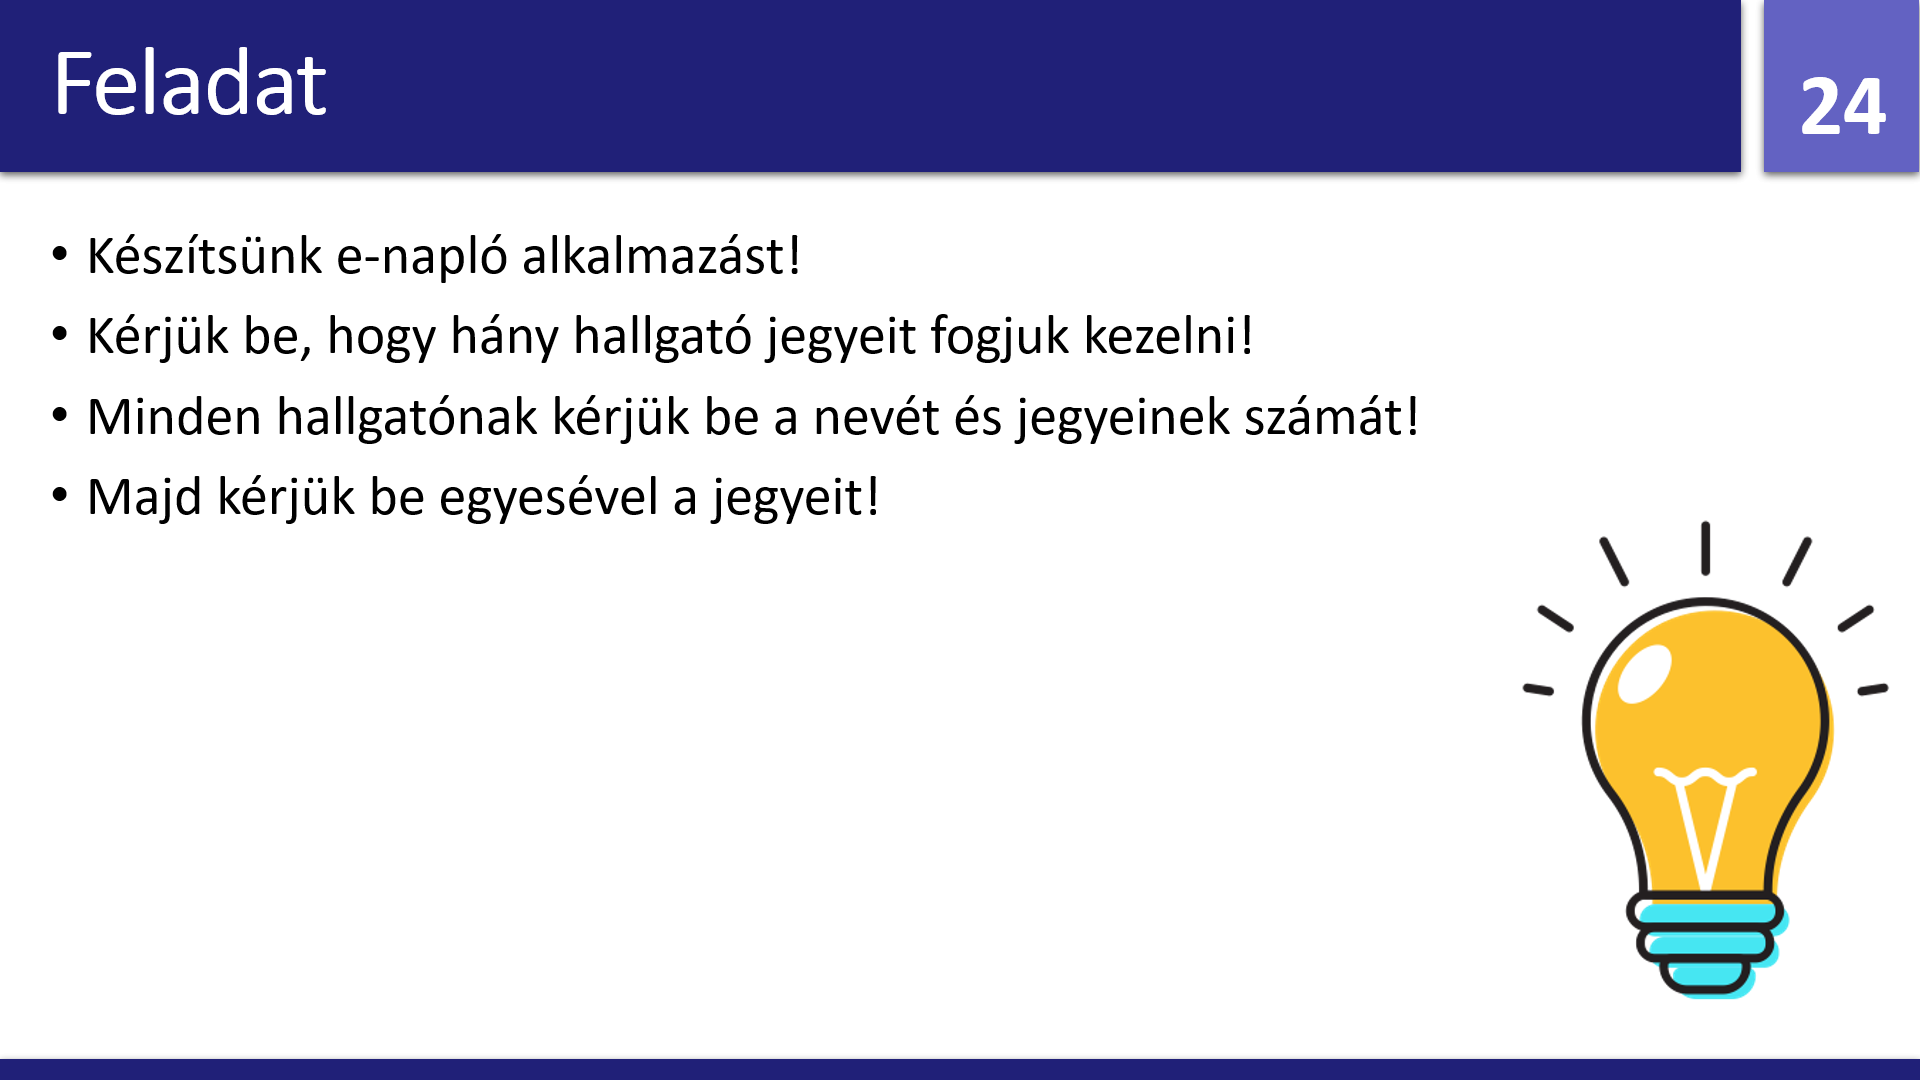 Feladat
24
• Készítsünk e-napló alkalmazást!
• Kérjük be, hogy hány hallgató jegyeit fogjuk kezelni!
• Minden hallgatónak kérjük be a nevét és jegyeinek számát!
• Majd kérjük be egyesével a jegyeit!